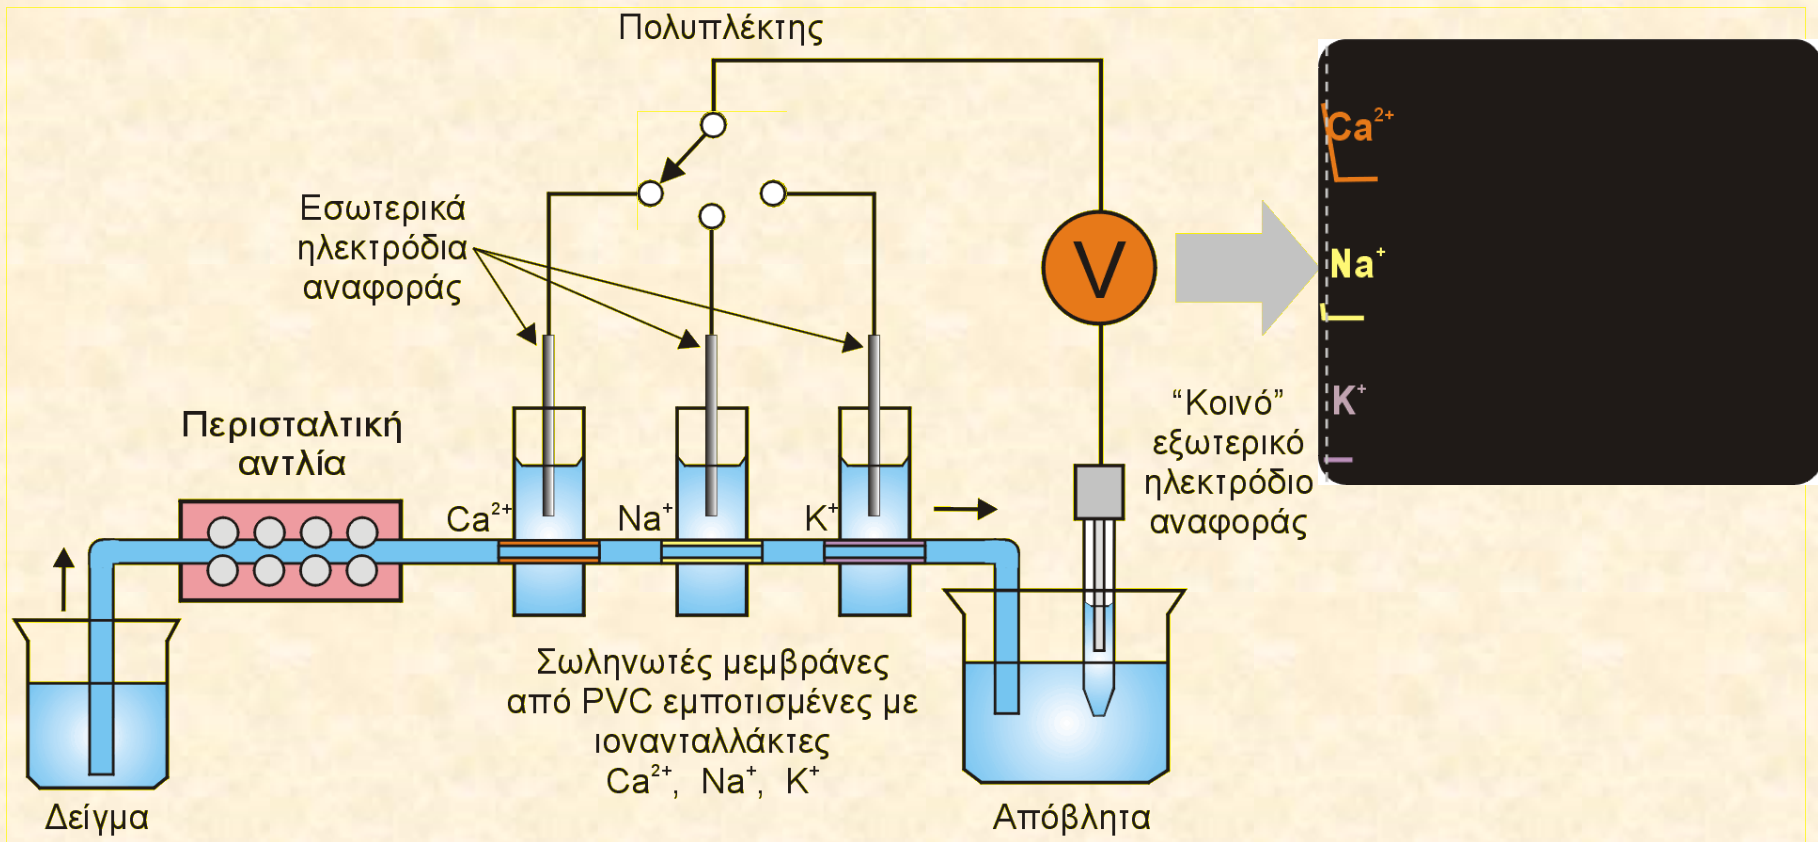 Πολυπλέκτης
Εσωτερικά
ηλεκτρόδια
αναφοράς
V
Ca²⁺
Na⁺
K⁺
“Κοινό”
εξωτερικό
ηλεκτρόδιο
αναφοράς
Περισταλτική
αντλία
Ca²⁺
Na⁺
K⁺
Σωληνωτές μεμβράνες
από PVC εμποτισμένες με
ιονανταλλάκτες
Ca²⁺, Na⁺, K⁺
Δείγμα
Απόβλητα